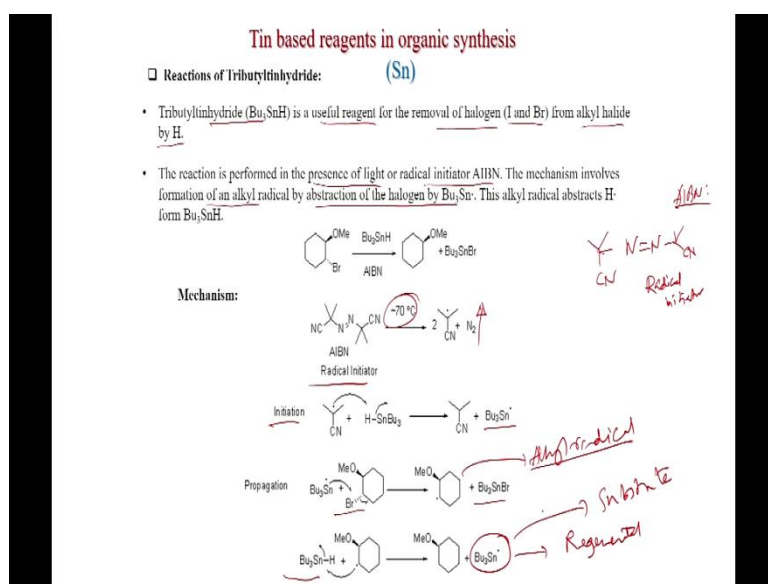 Tin based reagents in organic synthesis
(Sn)
❑ Reactions of Tributyltinhydride:
• Tributyltinhydride (Bu₃SnH) is a useful reagent for the removal of halogen (I and Br) from alkyl halide
by H.
• The reaction is performed in the presence of light or radical initiator AIBN. The mechanism involves
formation of an alkyl radical by abstraction of the halogen by Bu₃Sn·. This alkyl radical abstracts H·
form Bu₃SnH.
AIBN:
N=N
CN CN
Radical
initiator
OMe Bu₃SnH OMe
Br AIBN + Bu₃SnBr
Mechanism:
NC N N CN ~70 °C 2 CN + N₂
AIBN
Radical Initiator
Initiation CN + H-SnBu₃ CN + Bu₃Sn·
Alkyl radical
Propagation Bu₃Sn· + MeO Br MeO + Bu₃SnBr
Substrate
Bu₃Sn-H + MeO MeO + Bu₃Sn·
Regenerated